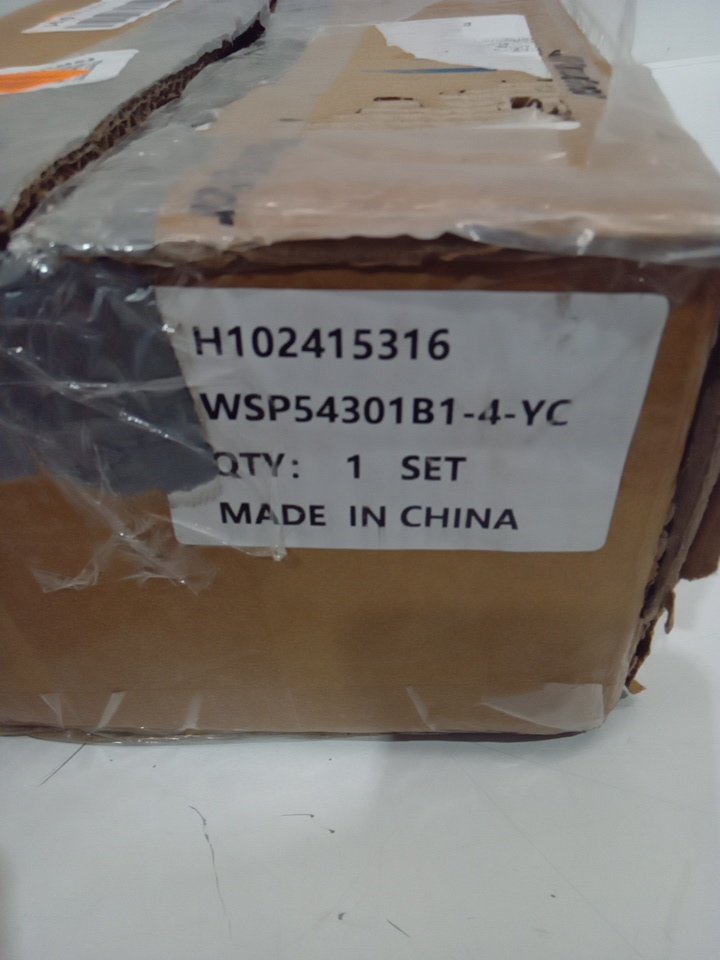 H102415316
WSP54301B1-4-YC
QTY: 1 SET
MADE IN CHINA